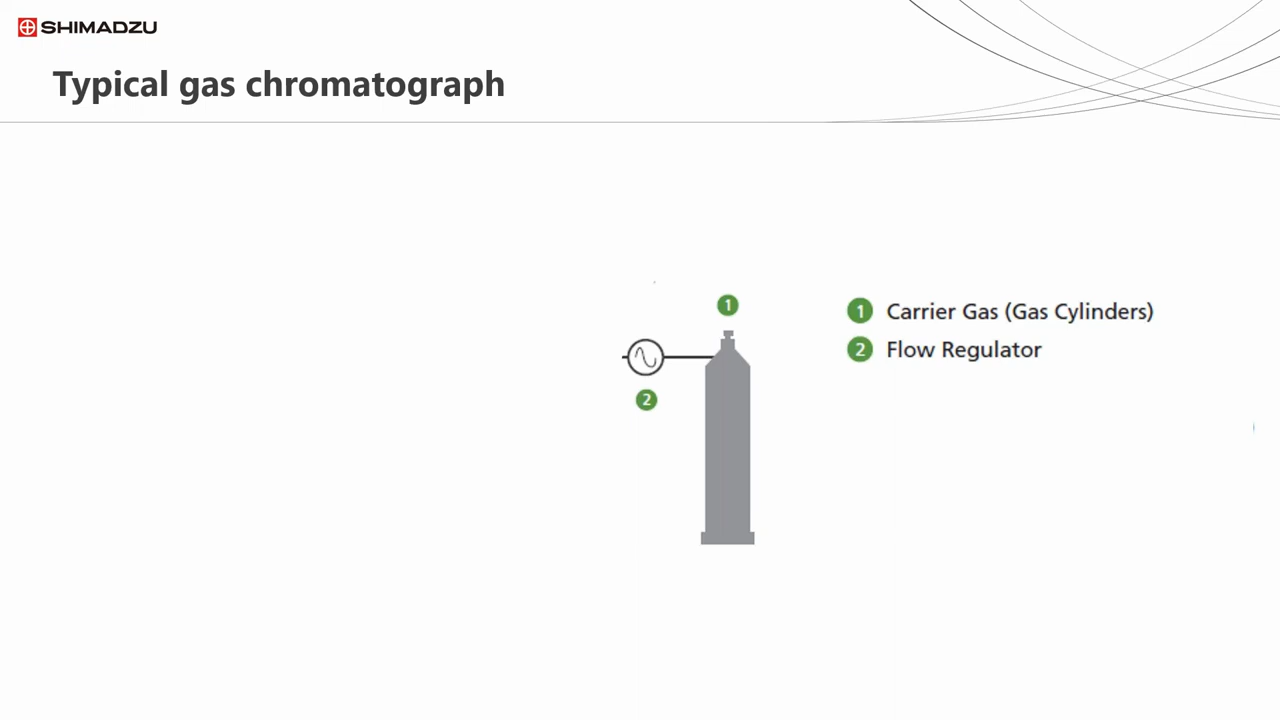 SHIMADZU
Typical gas chromatograph
1
1 Carrier Gas (Gas Cylinders)
2 Flow Regulator
2